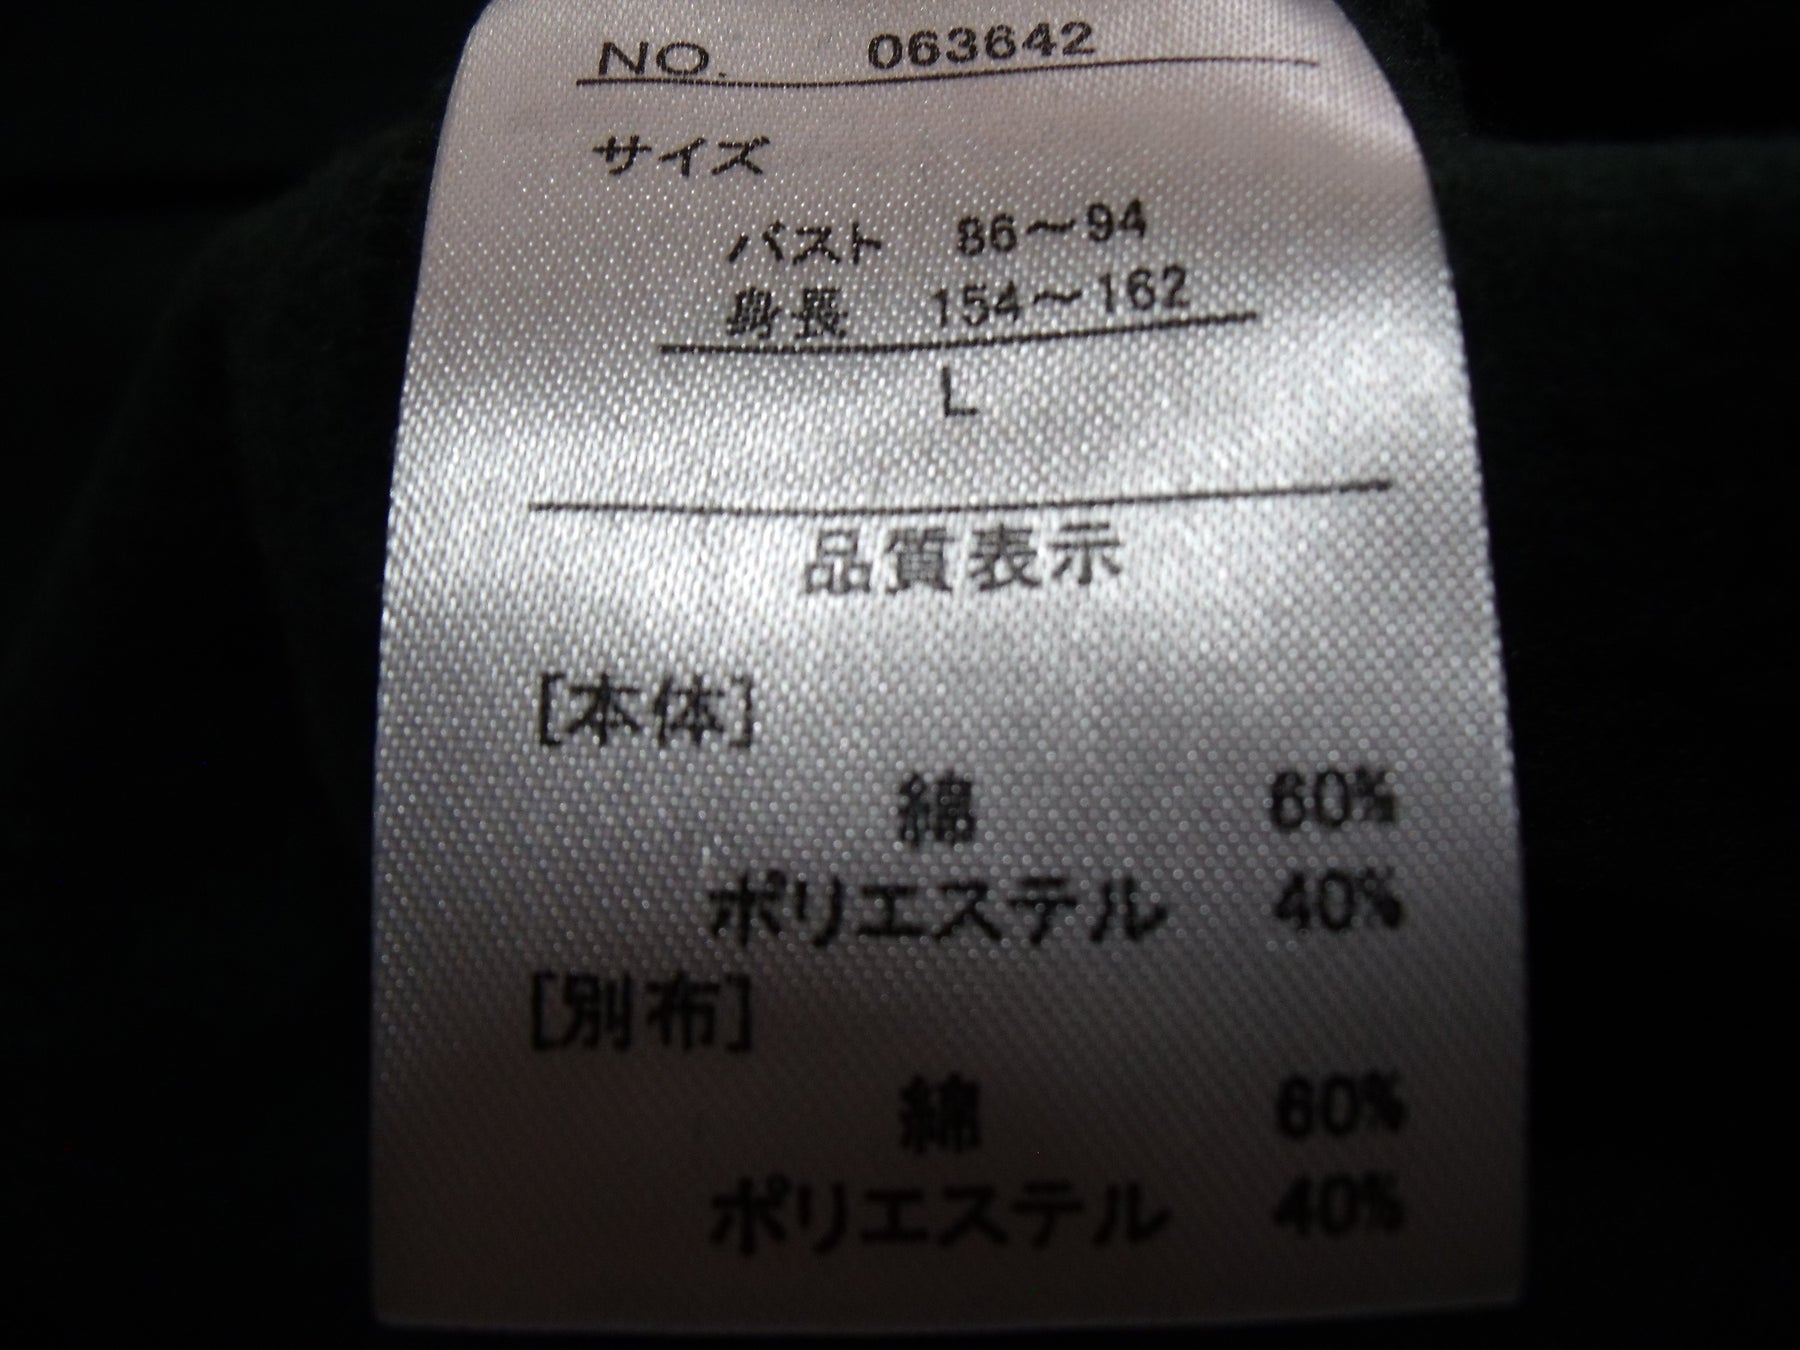 NO. 063642
サイズ
バスト 86～94
身長 154～162
L
品質表示
[本体]
綿 60%
ポリエステル 40%
[別布]
綿 60%
ポリエステル 40%